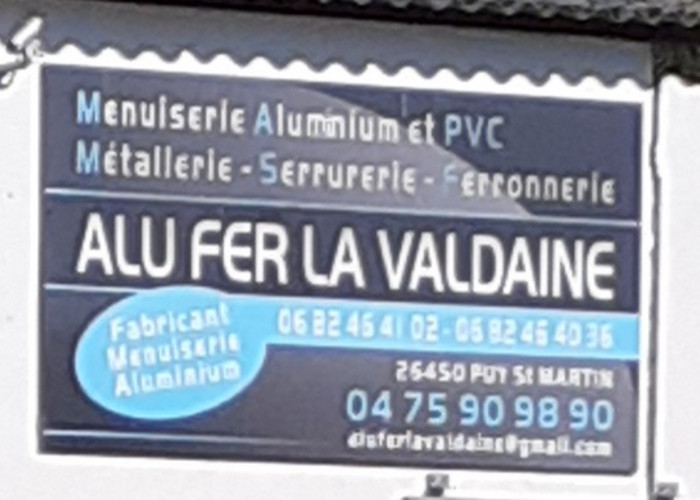 Menuiserie Aluminium et PVC
Métallerie - Serrurerie - Ferronnerie
ALU FER LA VALDAINE
Fabricant
Menuiserie
Aluminium
06 82 46 41 02 - 06 82 46 40 36
26450 PUY St MARTIN
04 75 90 98 90
aluferlavaldaine@gmail.com